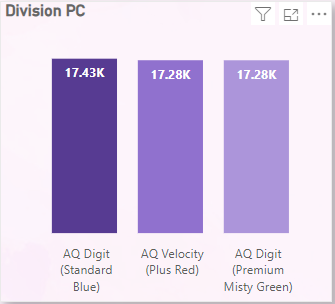 Division PC
17.43K
17.28K
17.28K
AQ Digit
(Standard
Blue)
AQ Velocity
(Plus Red)
AQ Digit
(Premium
Misty Green)